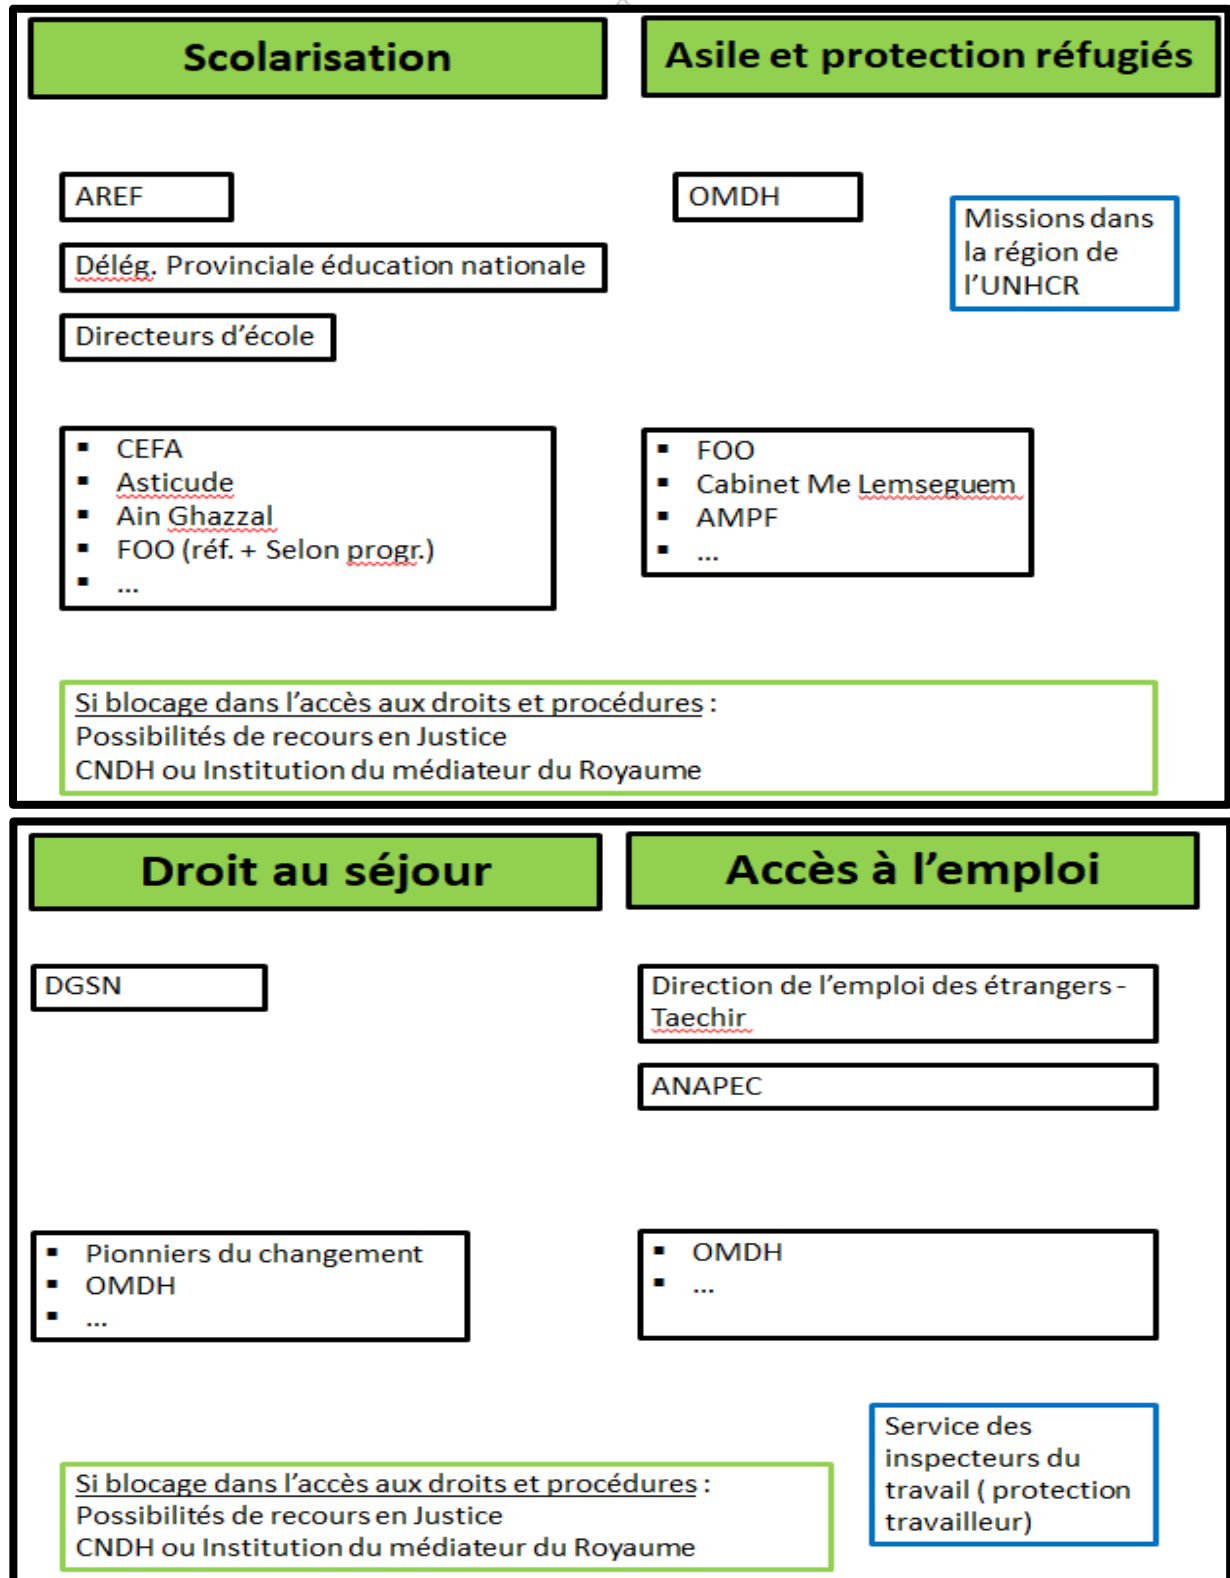 Scolarisation
Asile et protection réfugiés
AREF
Délég. Provinciale éducation nationale
Directeurs d’école
OMDH
Missions dans
la région de
l’UNHCR
▪ CEFA
▪ Asticude
▪ Ain Ghazzal
▪ FOO (réf. + Selon progr.)
▪ ...
▪ FOO
▪ Cabinet Me Lemseguem
▪ AMPF
▪ ...
Si blocage dans l’accès aux droits et procédures :
Possibilités de recours en Justice
CNDH ou Institution du médiateur du Royaume
Droit au séjour
Accès à l’emploi
DGSN
Direction de l’emploi des étrangers -
Taechir
ANAPEC
▪ Pionniers du changement
▪ OMDH
▪ ...
▪ OMDH
▪ ...
Service des
inspecteurs du
travail ( protection
travailleur)
Si blocage dans l’accès aux droits et procédures :
Possibilités de recours en Justice
CNDH ou Institution du médiateur du Royaume